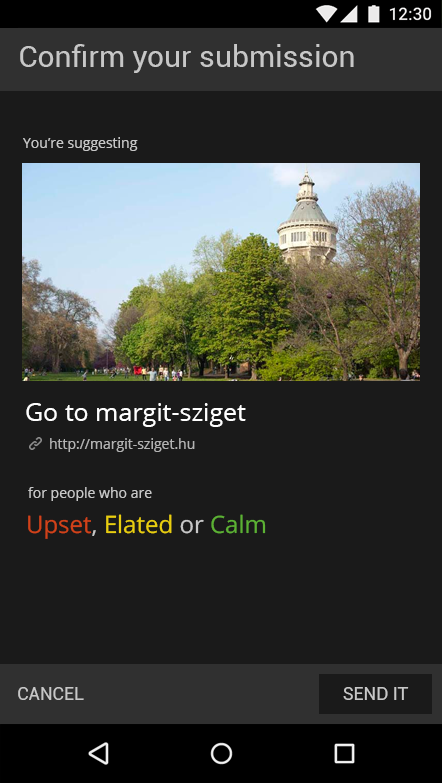 12:30
Confirm your submission
You're suggesting
Go to margit-sziget
http://margit-sziget.hu
for people who are
Upset, Elated or Calm
CANCEL
SEND IT